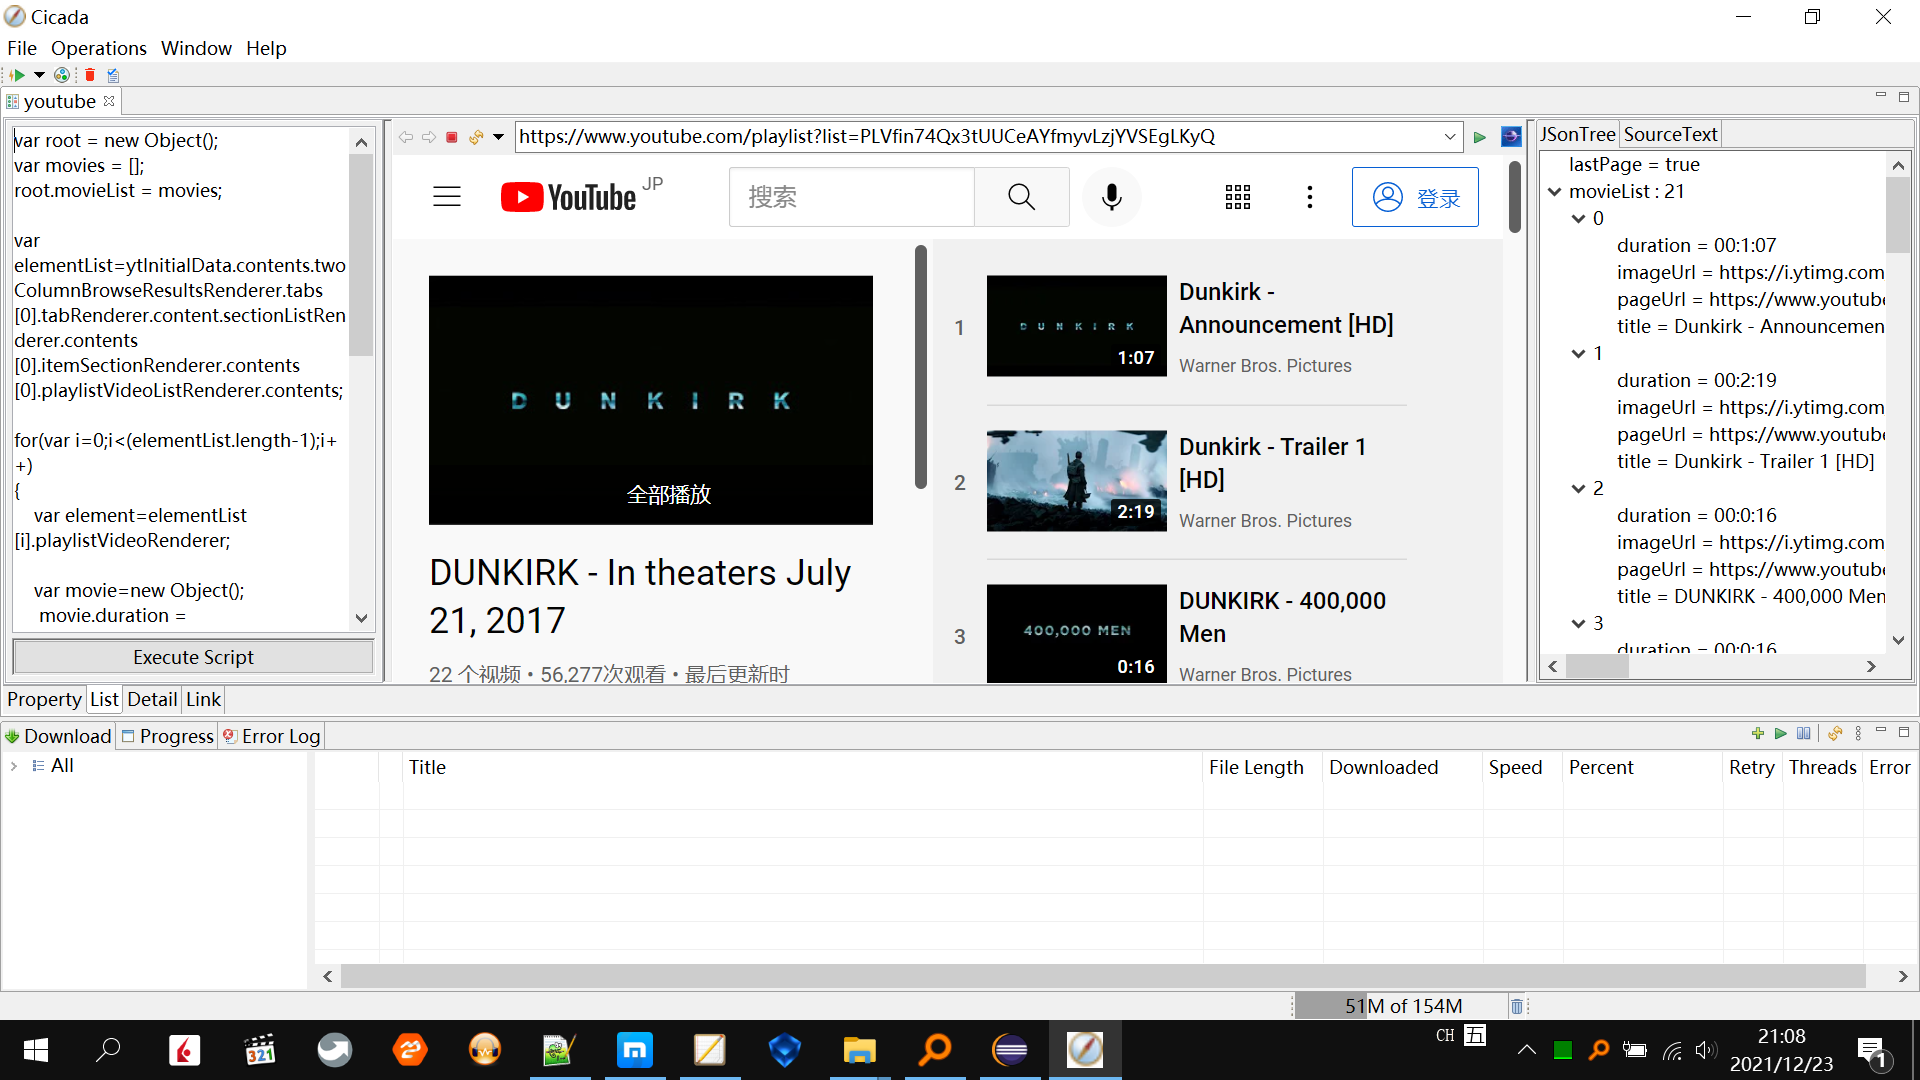 Cicada
File Operations Window Help
youtube
var root = new Object();
var movies = [];
root.movieList = movies;
var
elementList=ytInitialData.contents.two
ColumnBrowseResultsRenderer.tabs
[0].tabRenderer.content.sectionListRen
derer.contents
[0].itemSectionRenderer.contents
[0].playlistVideoListRenderer.contents;
for(var i=0;i<(elementList.length-1);i+
+)
{
var element=elementList
[i].playlistVideoRenderer;
var movie=new Object();
movie.duration =
Execute Script
https://www.youtube.com/playlist?list=PLVfin74Qx3tUUCeAYfmyvLzjYVSEgLKyQ
YouTube JP
搜索
登录
DUNKIRK
全部播放
DUNKIRK - In theaters July
21, 2017
22 个视频 • 56,277次观看 • 最后更新时
1
DUNKIRK
1:07
Dunkirk -
Announcement [HD]
Warner Bros. Pictures
2
2:19
Dunkirk - Trailer 1
[HD]
Warner Bros. Pictures
3
400,000 MEN
0:16
DUNKIRK - 400,000
Men
Warner Bros. Pictures
JSonTree SourceText
lastPage = true
movieList : 21
0
duration = 00:1:07
imageUrl = https://i.ytimg.com
pageUrl = https://www.youtube
title = Dunkirk - Announcemen
1
duration = 00:2:19
imageUrl = https://i.ytimg.com
pageUrl = https://www.youtube
title = Dunkirk - Trailer 1 [HD]
2
duration = 00:0:16
imageUrl = https://i.ytimg.com
pageUrl = https://www.youtube
title = DUNKIRK - 400,000 Men
3
duration = 00:0:16
Property List Detail Link
Download Progress Error Log
All
Title File Length Downloaded Speed Percent Retry Threads Error
51M of 154M
321
CH 五
21:08
2021/12/23
1